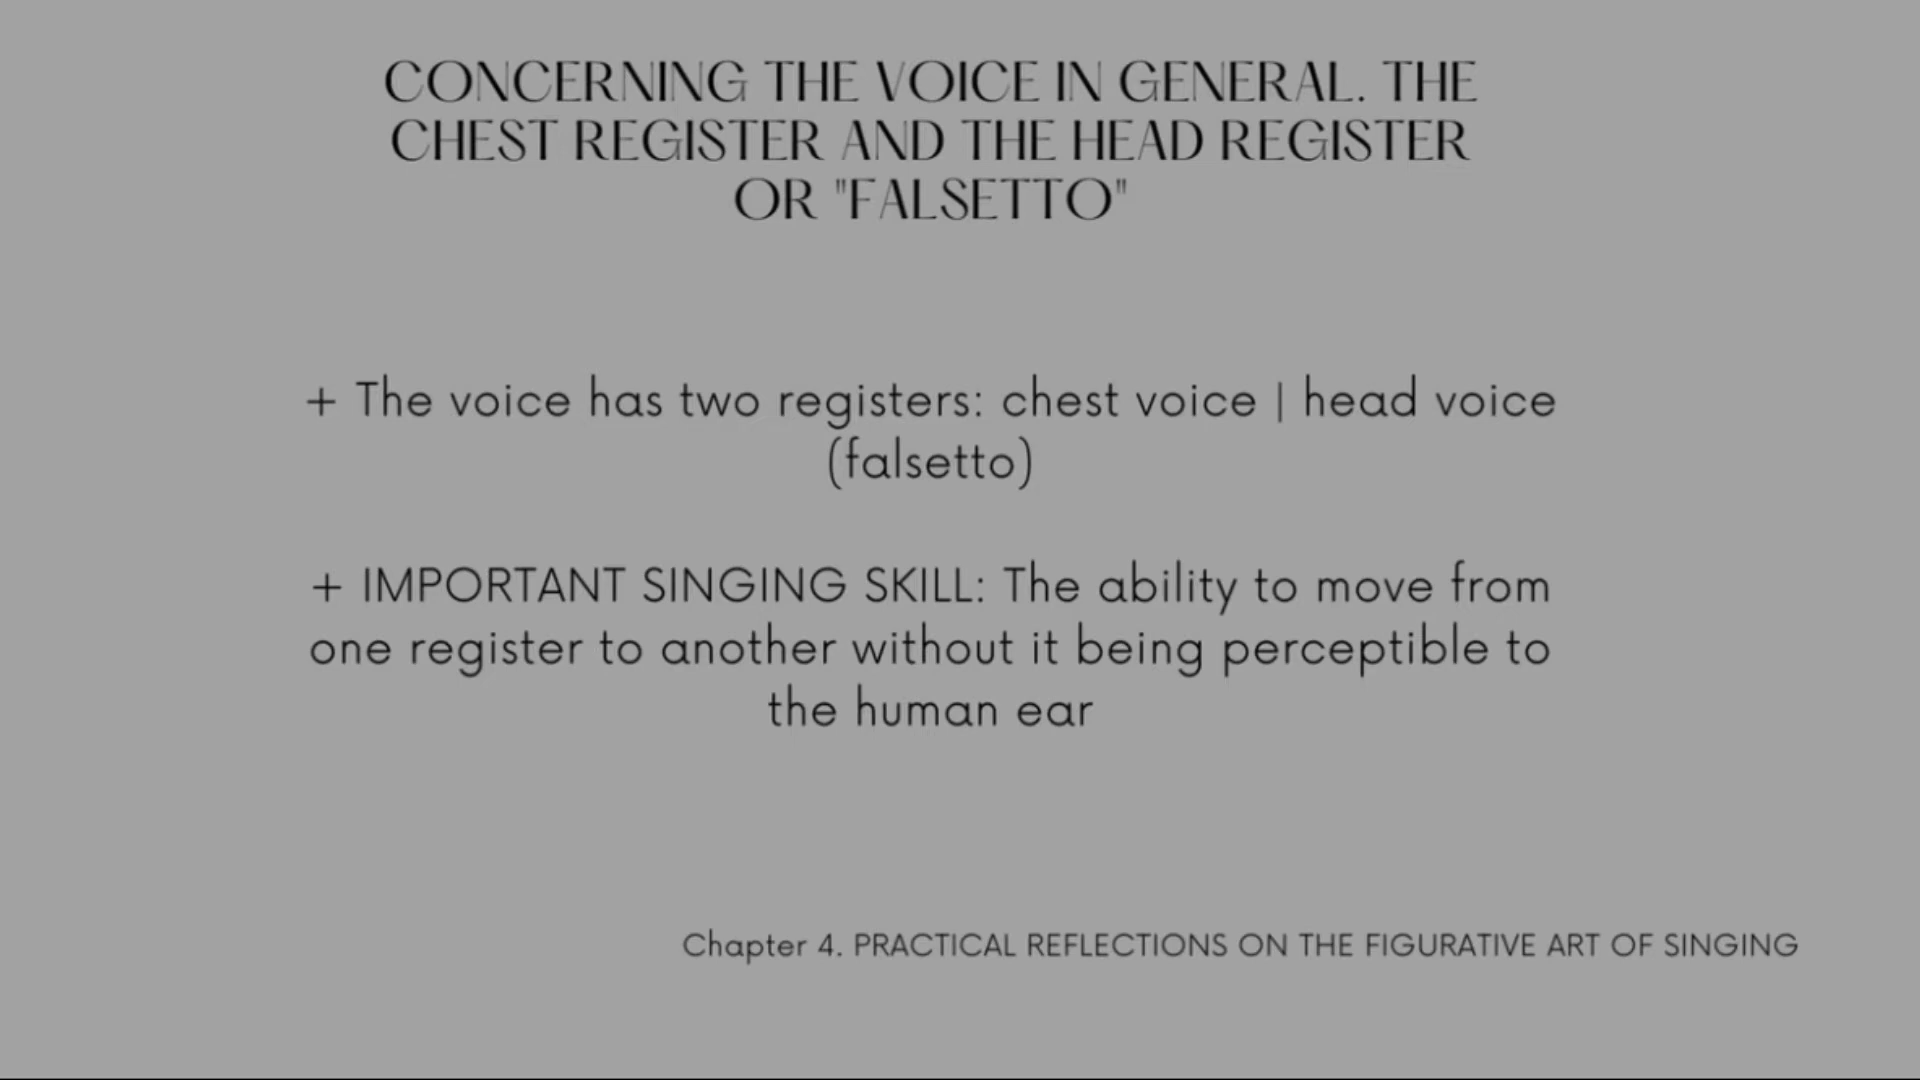 CONCERNING THE VOICE IN GENERAL. THE
CHEST REGISTER AND THE HEAD REGISTER
OR "FALSETTO"
+ The voice has two registers: chest voice | head voice
(falsetto)
+ IMPORTANT SINGING SKILL: The ability to move from
one register to another without it being perceptible to
the human ear
Chapter 4. PRACTICAL REFLECTIONS ON THE FIGURATIVE ART OF SINGING